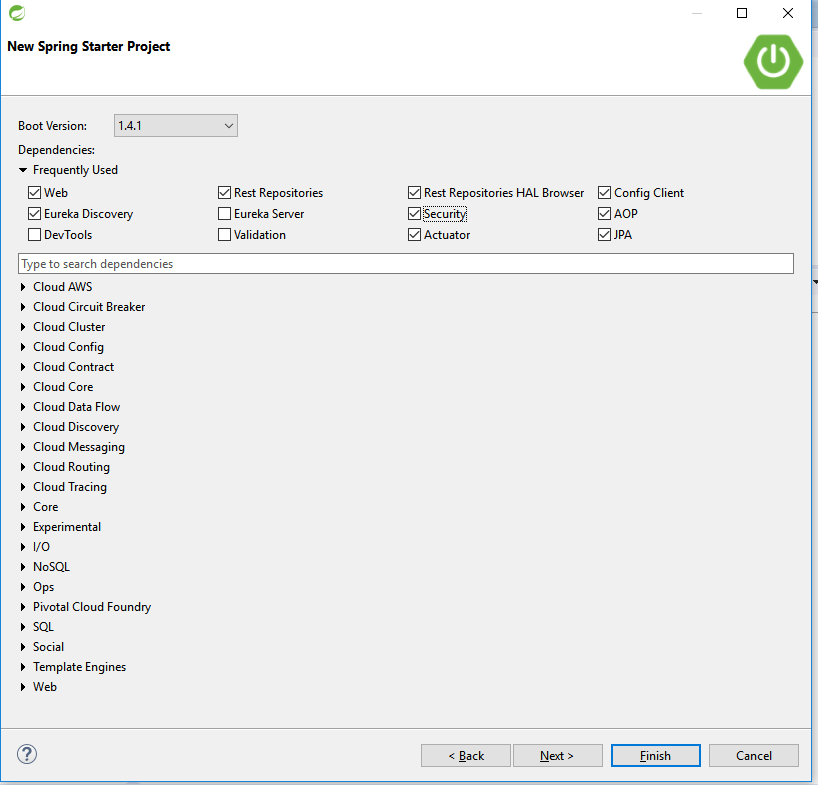 New Spring Starter Project
Boot Version: 1.4.1
Dependencies:
Frequently Used
Web Rest Repositories Rest Repositories HAL Browser Config Client
Eureka Discovery Eureka Server Security AOP
DevTools Validation Actuator JPA
Type to search dependencies
Cloud AWS
Cloud Circuit Breaker
Cloud Cluster
Cloud Config
Cloud Contract
Cloud Core
Cloud Data Flow
Cloud Discovery
Cloud Messaging
Cloud Routing
Cloud Tracing
Core
Experimental
I/O
NoSQL
Ops
Pivotal Cloud Foundry
SQL
Social
Template Engines
Web
? < Back Next > Finish Cancel